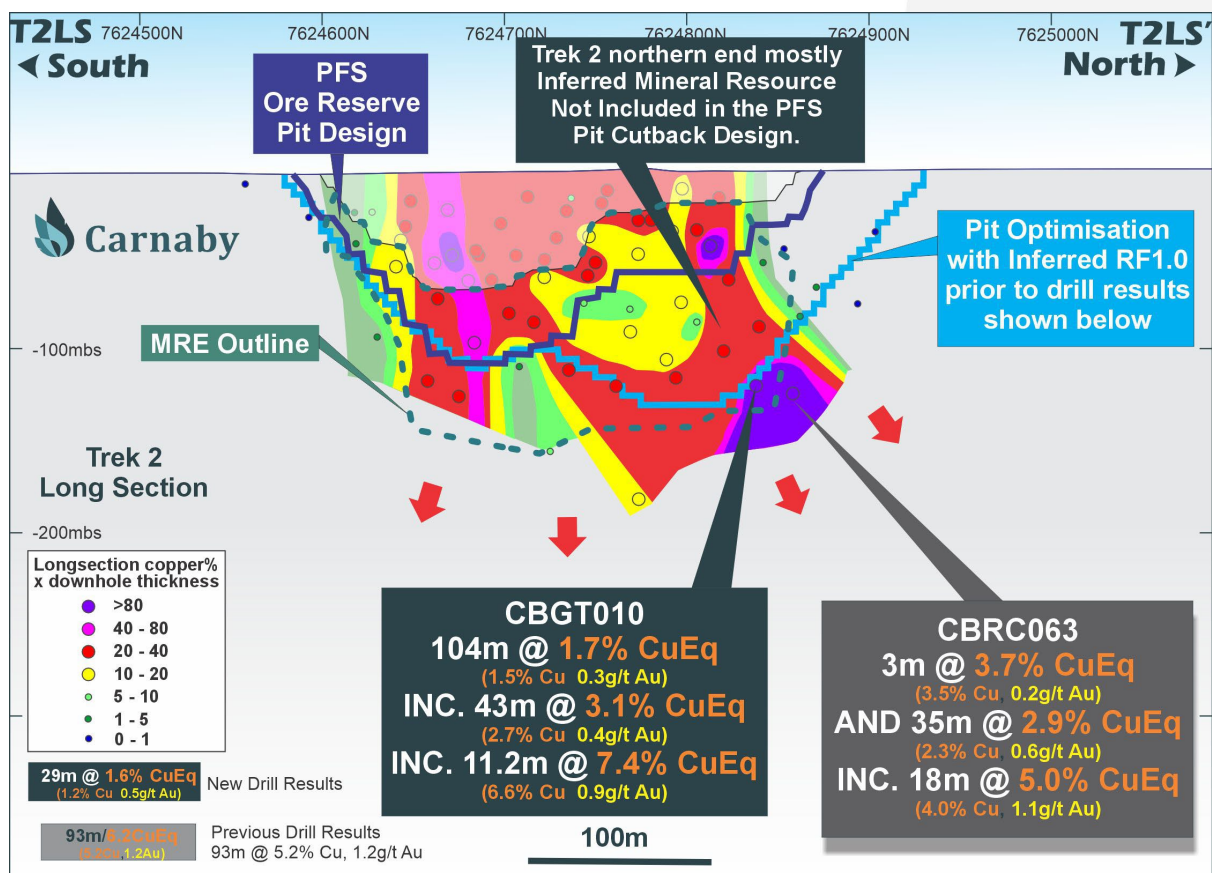 T2LS
South
7624500N
7624600N
7624700N
7624800N
7624900N
7625000N
T2LS'
North
PFS
Ore Reserve
Pit Design
Trek 2 northern end mostly
Inferred Mineral Resource
Not Included in the PFS
Pit Cutback Design.
Carnaby
Pit Optimisation
with Inferred RF1.0
prior to drill results
shown below
MRE Outline
-100mbs
Trek 2
Long Section
-200mbs
Longsection copper%
x downhole thickness
>80
40 - 80
20 - 40
10 - 20
5 - 10
1 - 5
0 - 1
29m @ 1.6% CuEq
(1.2% Cu 0.5g/t Au)
New Drill Results
93m/6.2CuEq
(5.2Cu,1.2Au)
Previous Drill Results
93m @ 5.2% Cu, 1.2g/t Au
CBGT010
104m @ 1.7% CuEq
(1.5% Cu 0.3g/t Au)
INC. 43m @ 3.1% CuEq
(2.7% Cu 0.4g/t Au)
INC. 11.2m @ 7.4% CuEq
(6.6% Cu 0.9g/t Au)
100m
CBRC063
3m @ 3.7% CuEq
(3.5% Cu, 0.2g/t Au)
AND 35m @ 2.9% CuEq
(2.3% Cu, 0.6g/t Au)
INC. 18m @ 5.0% CuEq
(4.0% Cu, 1.1g/t Au)